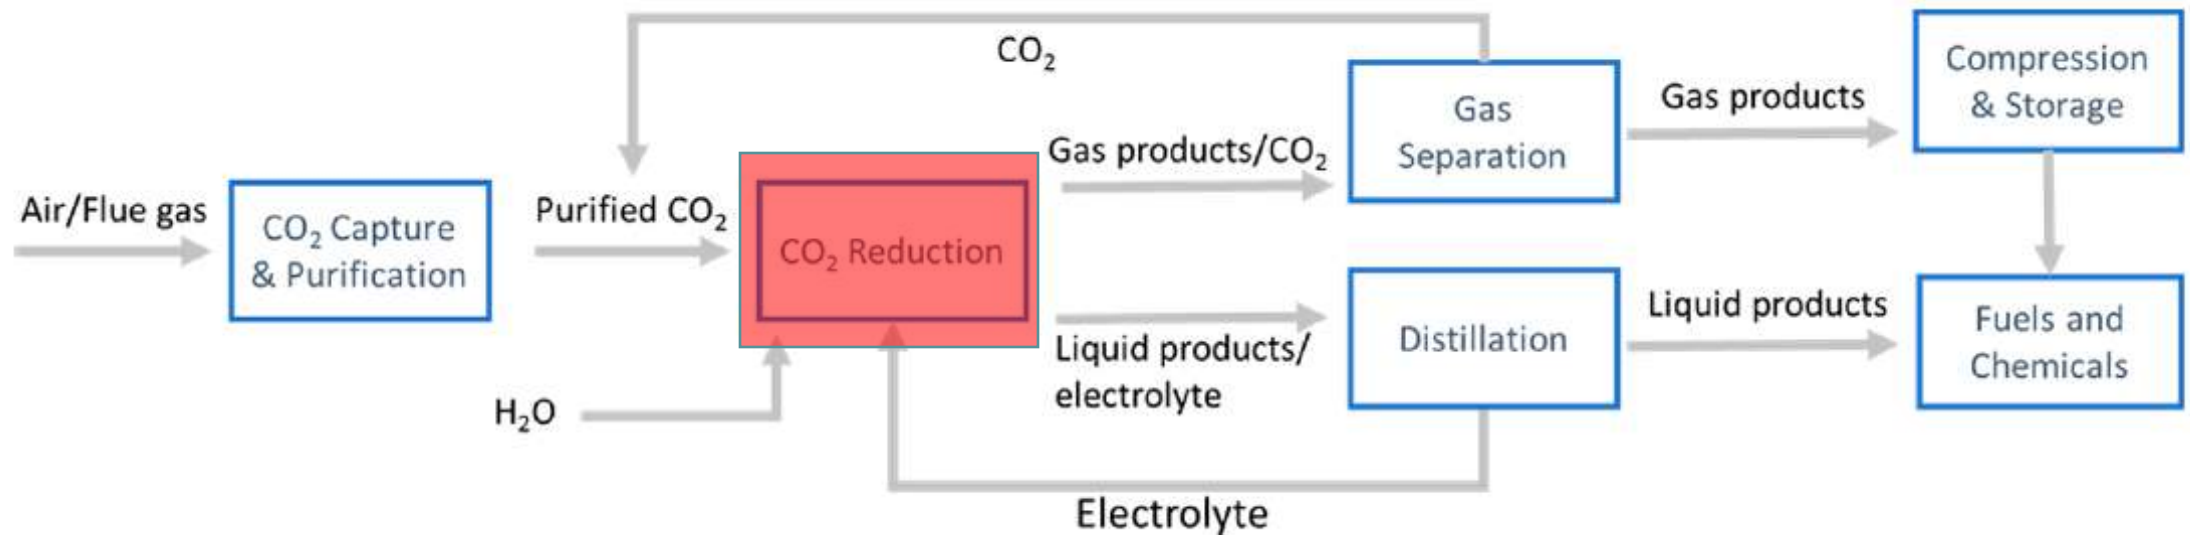 CO₂
Compression
& Storage
Gas
Separation
Gas products
Gas products/CO₂
Air/Flue gas
CO₂ Capture
& Purification
Purified CO₂
CO₂ Reduction
Liquid products/
electrolyte
Distillation
Liquid products
Fuels and
Chemicals
H₂O
Electrolyte